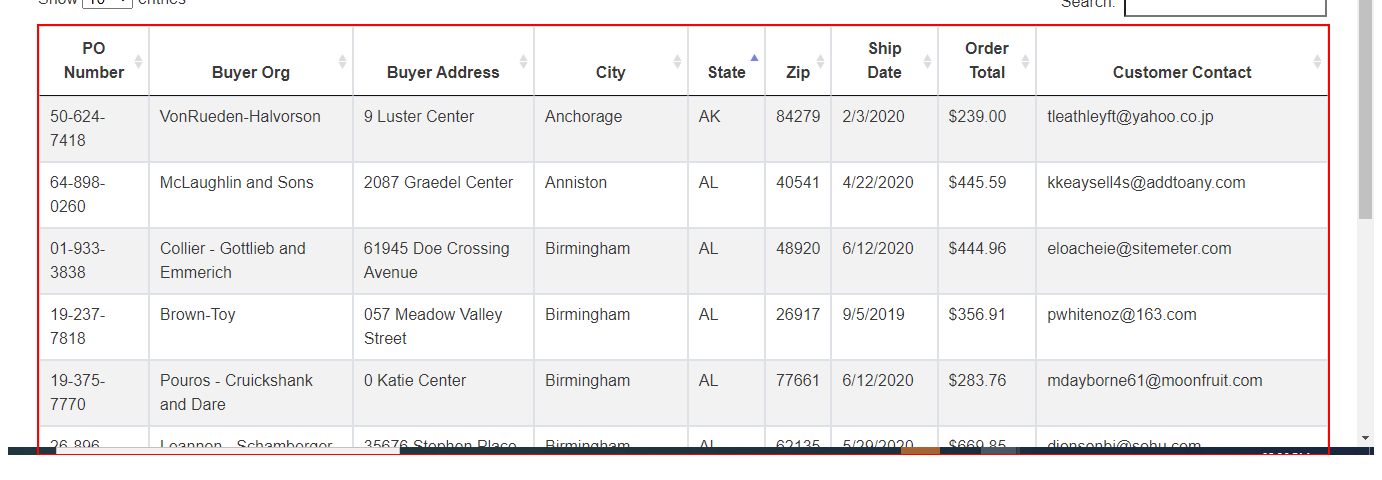 Show 10 entries
Search:
PO Number Buyer Org Buyer Address City State Zip Ship Date Order Total Customer Contact
50-624-7418 VonRueden-Halvorson 9 Luster Center Anchorage AK 84279 2/3/2020 $239.00 tleathleyft@yahoo.co.jp
64-898-0260 McLaughlin and Sons 2087 Graedel Center Anniston AL 40541 4/22/2020 $445.59 kkeaysell4s@addtoany.com
01-933-3838 Collier - Gottlieb and Emmerich 61945 Doe Crossing Avenue Birmingham AL 48920 6/12/2020 $444.96 eloacheie@sitemeter.com
19-237-7818 Brown-Toy 057 Meadow Valley Street Birmingham AL 26917 9/5/2019 $356.91 pwhitenoz@163.com
19-375-7770 Pouros - Cruickshank and Dare 0 Katie Center Birmingham AL 77661 6/12/2020 $283.76 mdayborne61@moonfruit.com
26-896- Leannon - Schamberger 35676 Stephen Place Birmingham AL 62135 5/29/2020 $669.85